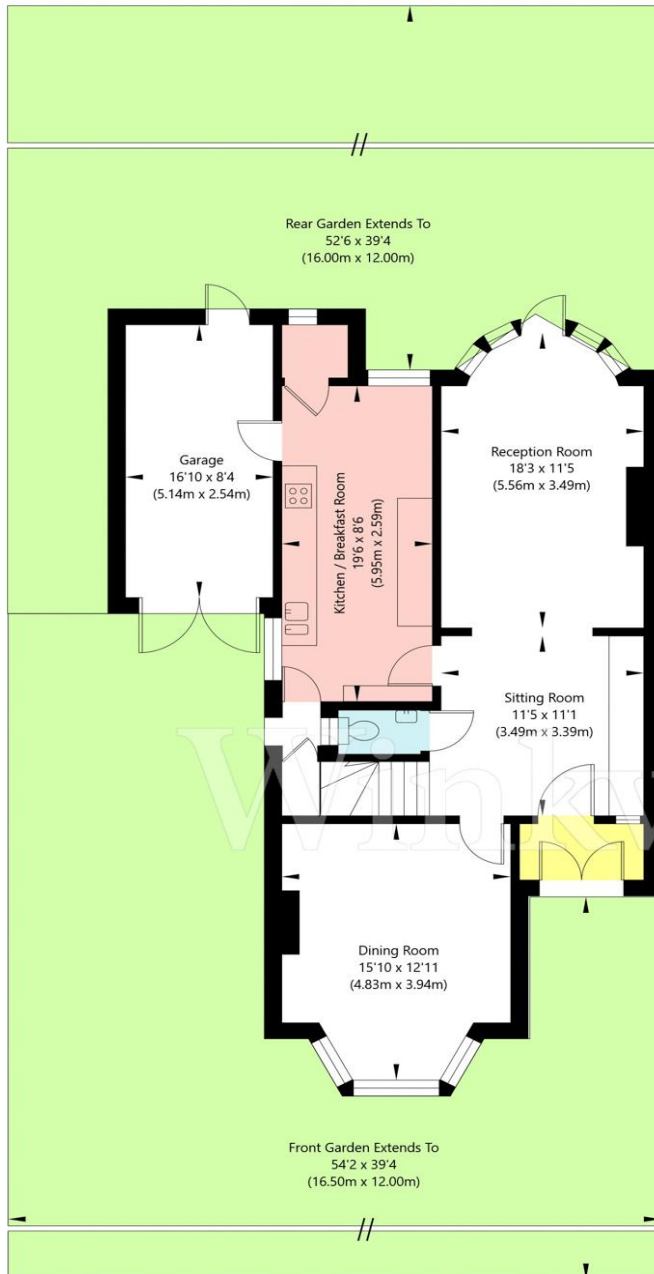 Rear Garden Extends To
52'6 x 39'4
(16.00m x 12.00m)
Garage
16'10 x 8'4
(5.14m x 2.54m)
Kitchen / Breakfast Room
19'6 x 8'6
(5.95m x 2.59m)
Reception Room
18'3 x 11'5
(5.56m x 3.49m)
Sitting Room
11'5 x 11'1
(3.49m x 3.39m)
Dining Room
15'10 x 12'11
(4.83m x 3.94m)
Front Garden Extends To
54'2 x 39'4
(16.50m x 12.00m)